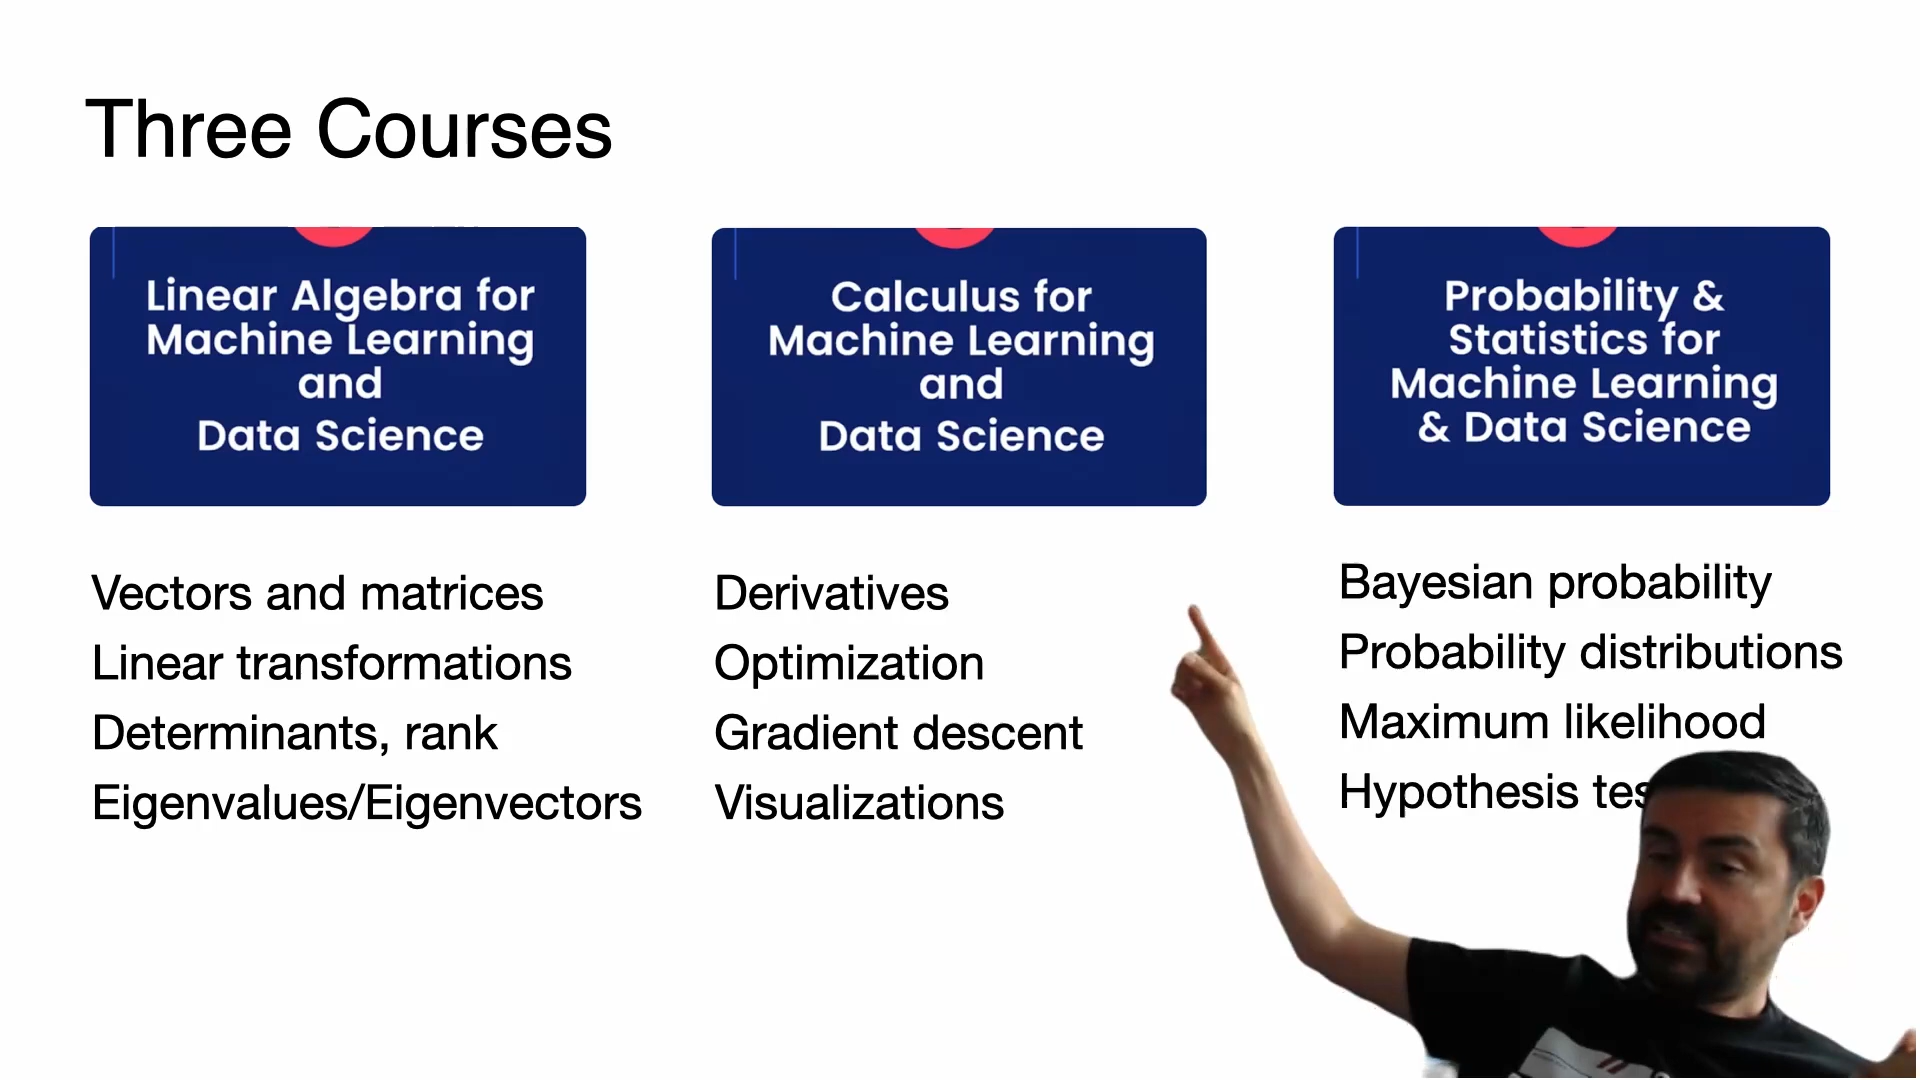 Three Courses
Linear Algebra for
Machine Learning
and
Data Science
Vectors and matrices
Linear transformations
Determinants, rank
Eigenvalues/Eigenvectors
Calculus for
Machine Learning
and
Data Science
Derivatives
Optimization
Gradient descent
Visualizations
Probability &
Statistics for
Machine Learning
& Data Science
Bayesian probability
Probability distributions
Maximum likelihood
Hypothesis